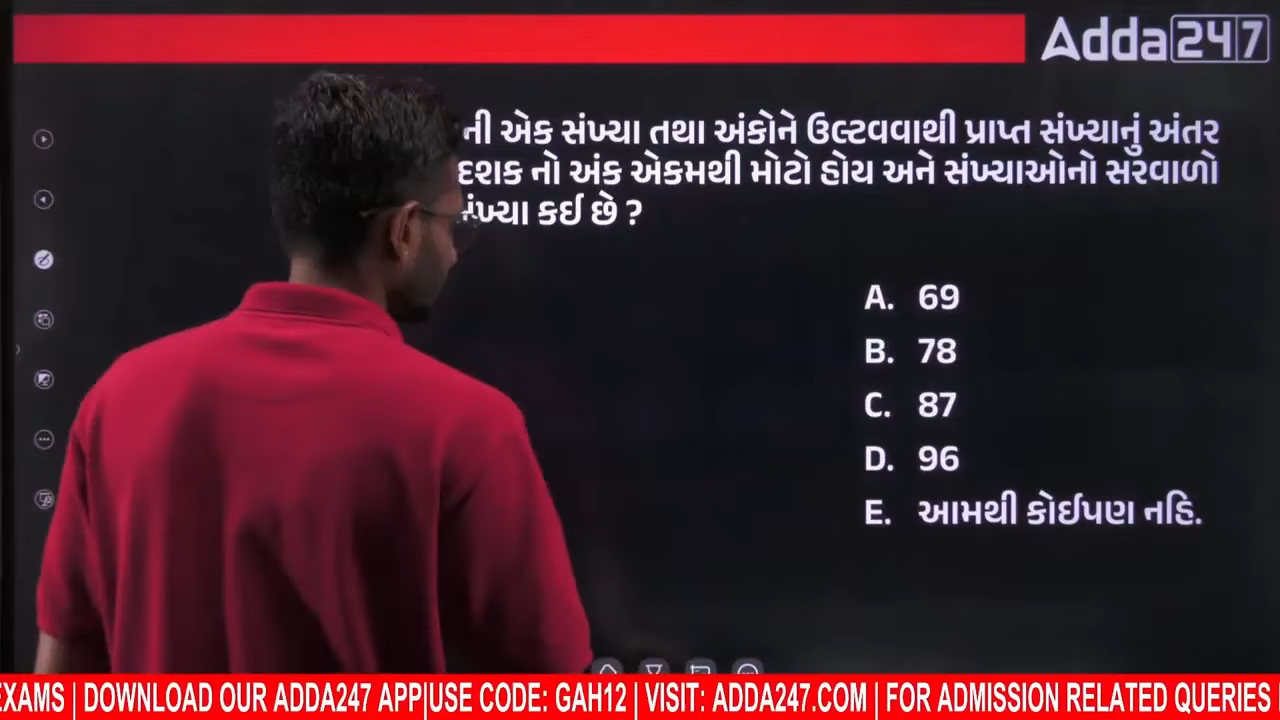 Adda247
ની એક સંખ્યા તથા અંકોને ઉલ્ટવવાથી પ્રાપ્ત સંખ્યાનું અંતર
દશક નો અંક એકમથી મોટો હોય અને સંખ્યાઓનો સરવાળો
કઈ છે ?
A. 69
B. 78
C. 87
D. 96
E. આમથી કોઈપણ નહિ.
EXAMS | DOWNLOAD OUR ADDA247 APP|USE CODE: GAH12 | VISIT: ADDA247.COM | FOR ADMISSION RELATED QUERIES